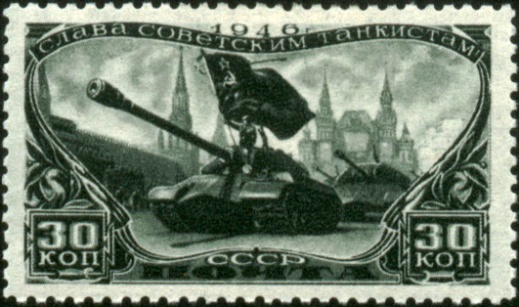 1946 г.
СЛАВА СОВЕТСКИМ ТАНКИСТАМ!
30 КОП
30 КОП
СССР
ПОЧТА